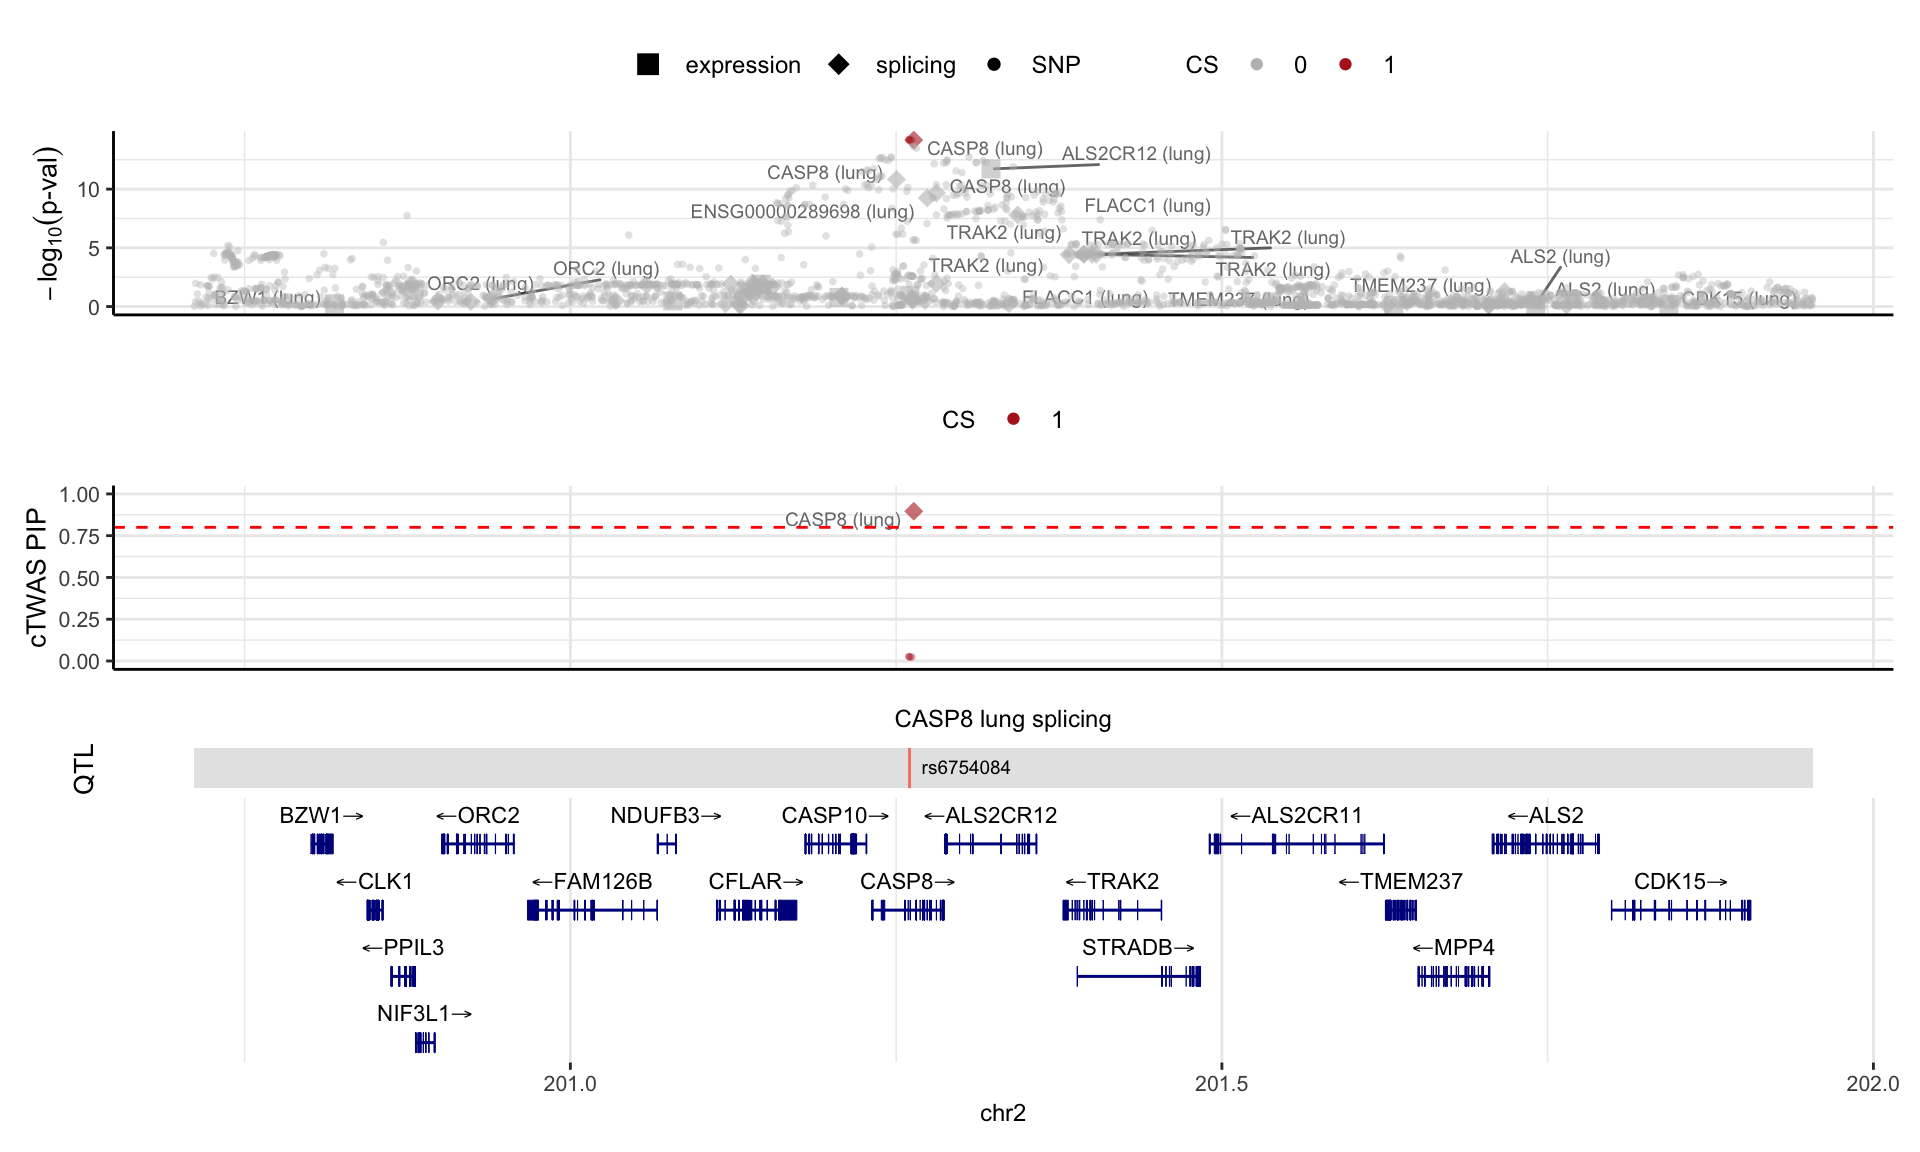 expression splicing SNP CS 0 1
−log10(p-val)
10
5
0
CASP8 (lung)
ALS2CR12 (lung)
CASP8 (lung)
CASP8 (lung)
ENSG00000289698 (lung)
FLACC1 (lung)
TRAK2 (lung)
TRAK2 (lung)
TRAK2 (lung)
TRAK2 (lung)
TRAK2 (lung)
ORC2 (lung)
ORC2 (lung)
BZW1 (lung)
FLACC1 (lung)
TMEM237 (lung)
TMEM237 (lung)
ALS2 (lung)
ALS2 (lung)
CDK15 (lung)
CS 1
cTWAS PIP
1.00
0.75
0.50
0.25
0.00
CASP8 (lung)
CASP8 lung splicing
QTL
rs6754084
BZW1→ ←ORC2 NDUFB3→ CASP10→ ←ALS2CR12 ←ALS2CR11 ←ALS2
←CLK1 ←FAM126B CFLAR→ CASP8→ ←TRAK2 ←TMEM237 CDK15→
←PPIL3 STRADB→ ←MPP4
NIF3L1→
201.0 201.5 202.0
chr2